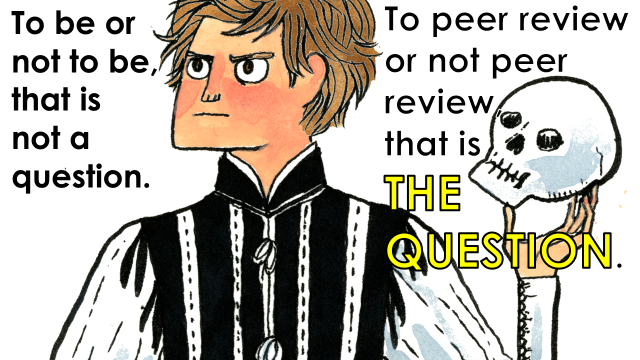 To be or
not to be,
that is
not a
question.
To peer review
or not peer
review
that is
THE
QUESTION.